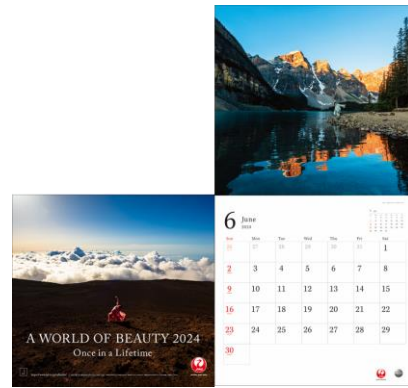 A WORLD OF BEAUTY 2024
Once in a Lifetime
6 June
2024
Sun Mon Tue Wed Thu Fri Sat
26 27 28 29 30 31 1
2 3 4 5 6 7 8
9 10 11 12 13 14 15
16 17 18 19 20 21 22
23 24 25 26 27 28 29
30